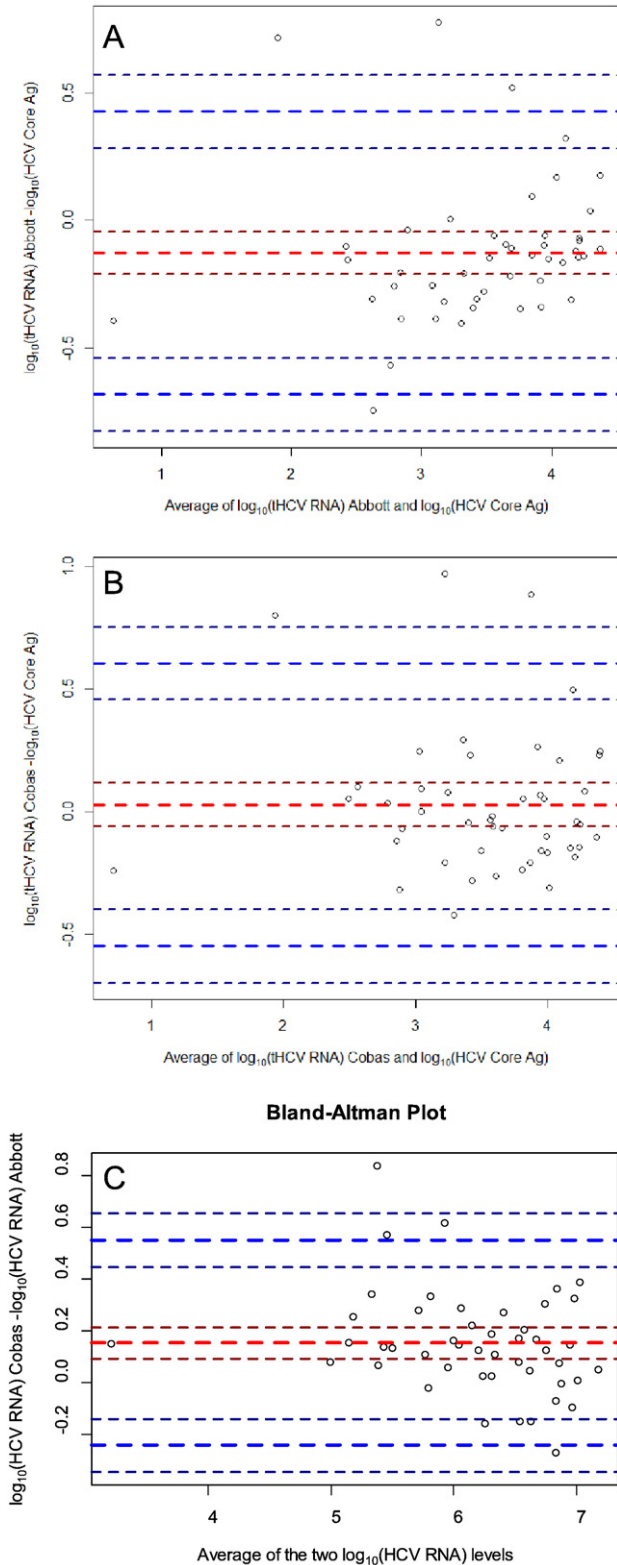 A
log10(tHCV RNA) Abbott -log10(HCV Core Ag)
0.5
0.0
-0.5
1 2 3 4
Average of log10(tHCV RNA) Abbott and log10(HCV Core Ag)
B
log10(tHCV RNA) Cobas -log10(HCV Core Ag)
1.0
0.5
0.0
-0.5
1 2 3 4
Average of log10(tHCV RNA) Cobas and log10(HCV Core Ag)
Bland-Altman Plot
C
log10(HCV RNA) Cobas -log10(HCV RNA) Abbott
0.8
0.6
0.4
0.2
0.0
-0.2
4 5 6 7
Average of the two log10(HCV RNA) levels